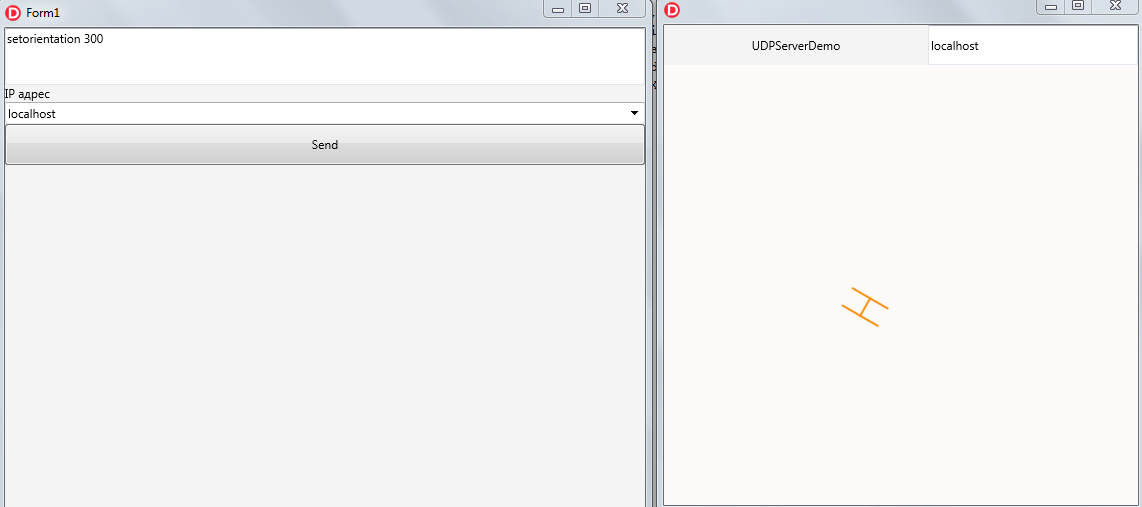 Form1
setorientation 300
IP адрес
localhost
Send
UDPServerDemo
localhost